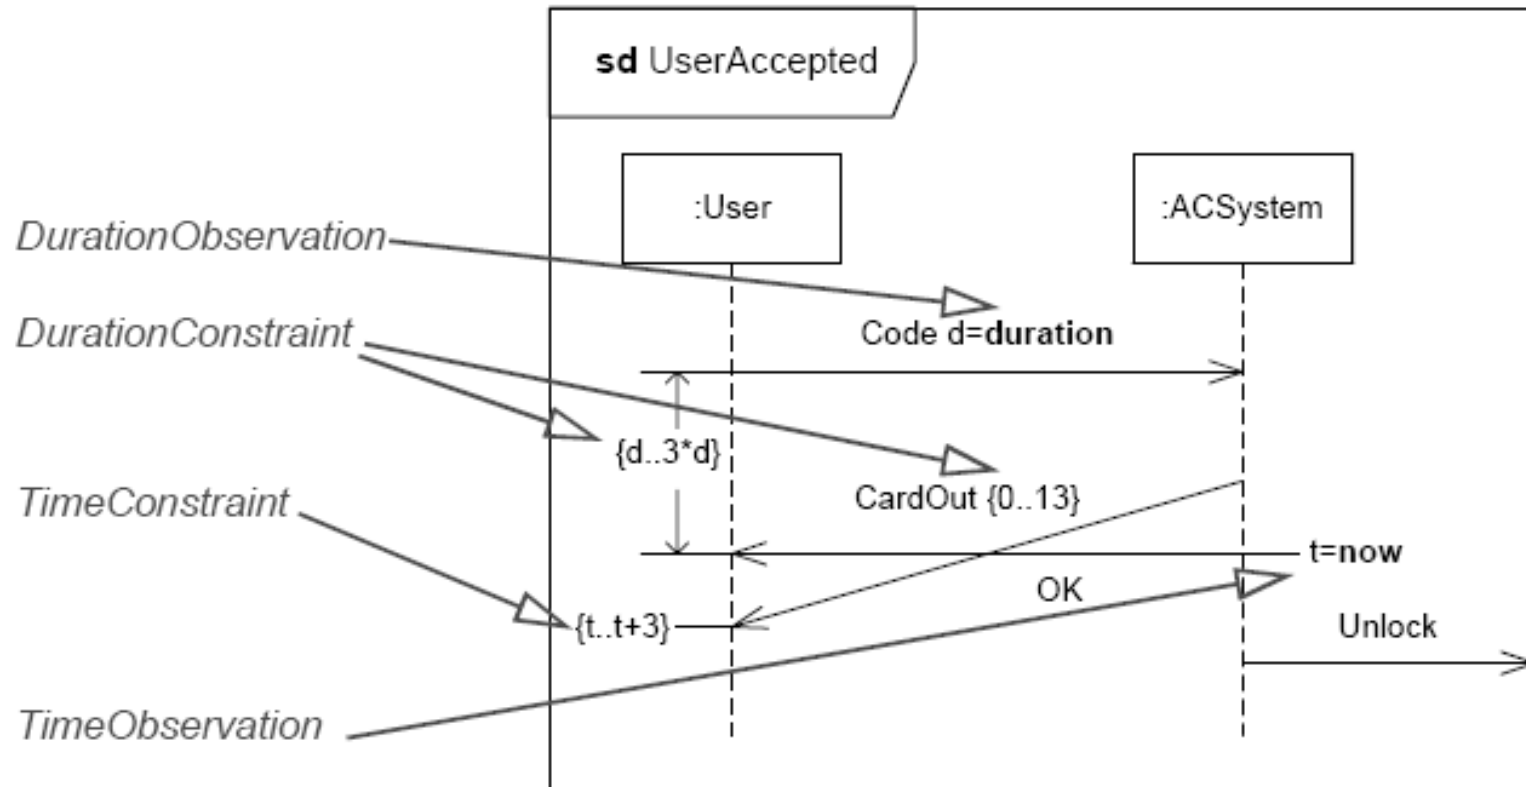 sd UserAccepted
:User
:ACSystem
DurationObservation
DurationConstraint
Code d=duration
{d..3*d}
TimeConstraint
CardOut {0..13}
t=now
OK
{t..t+3}
Unlock
TimeObservation